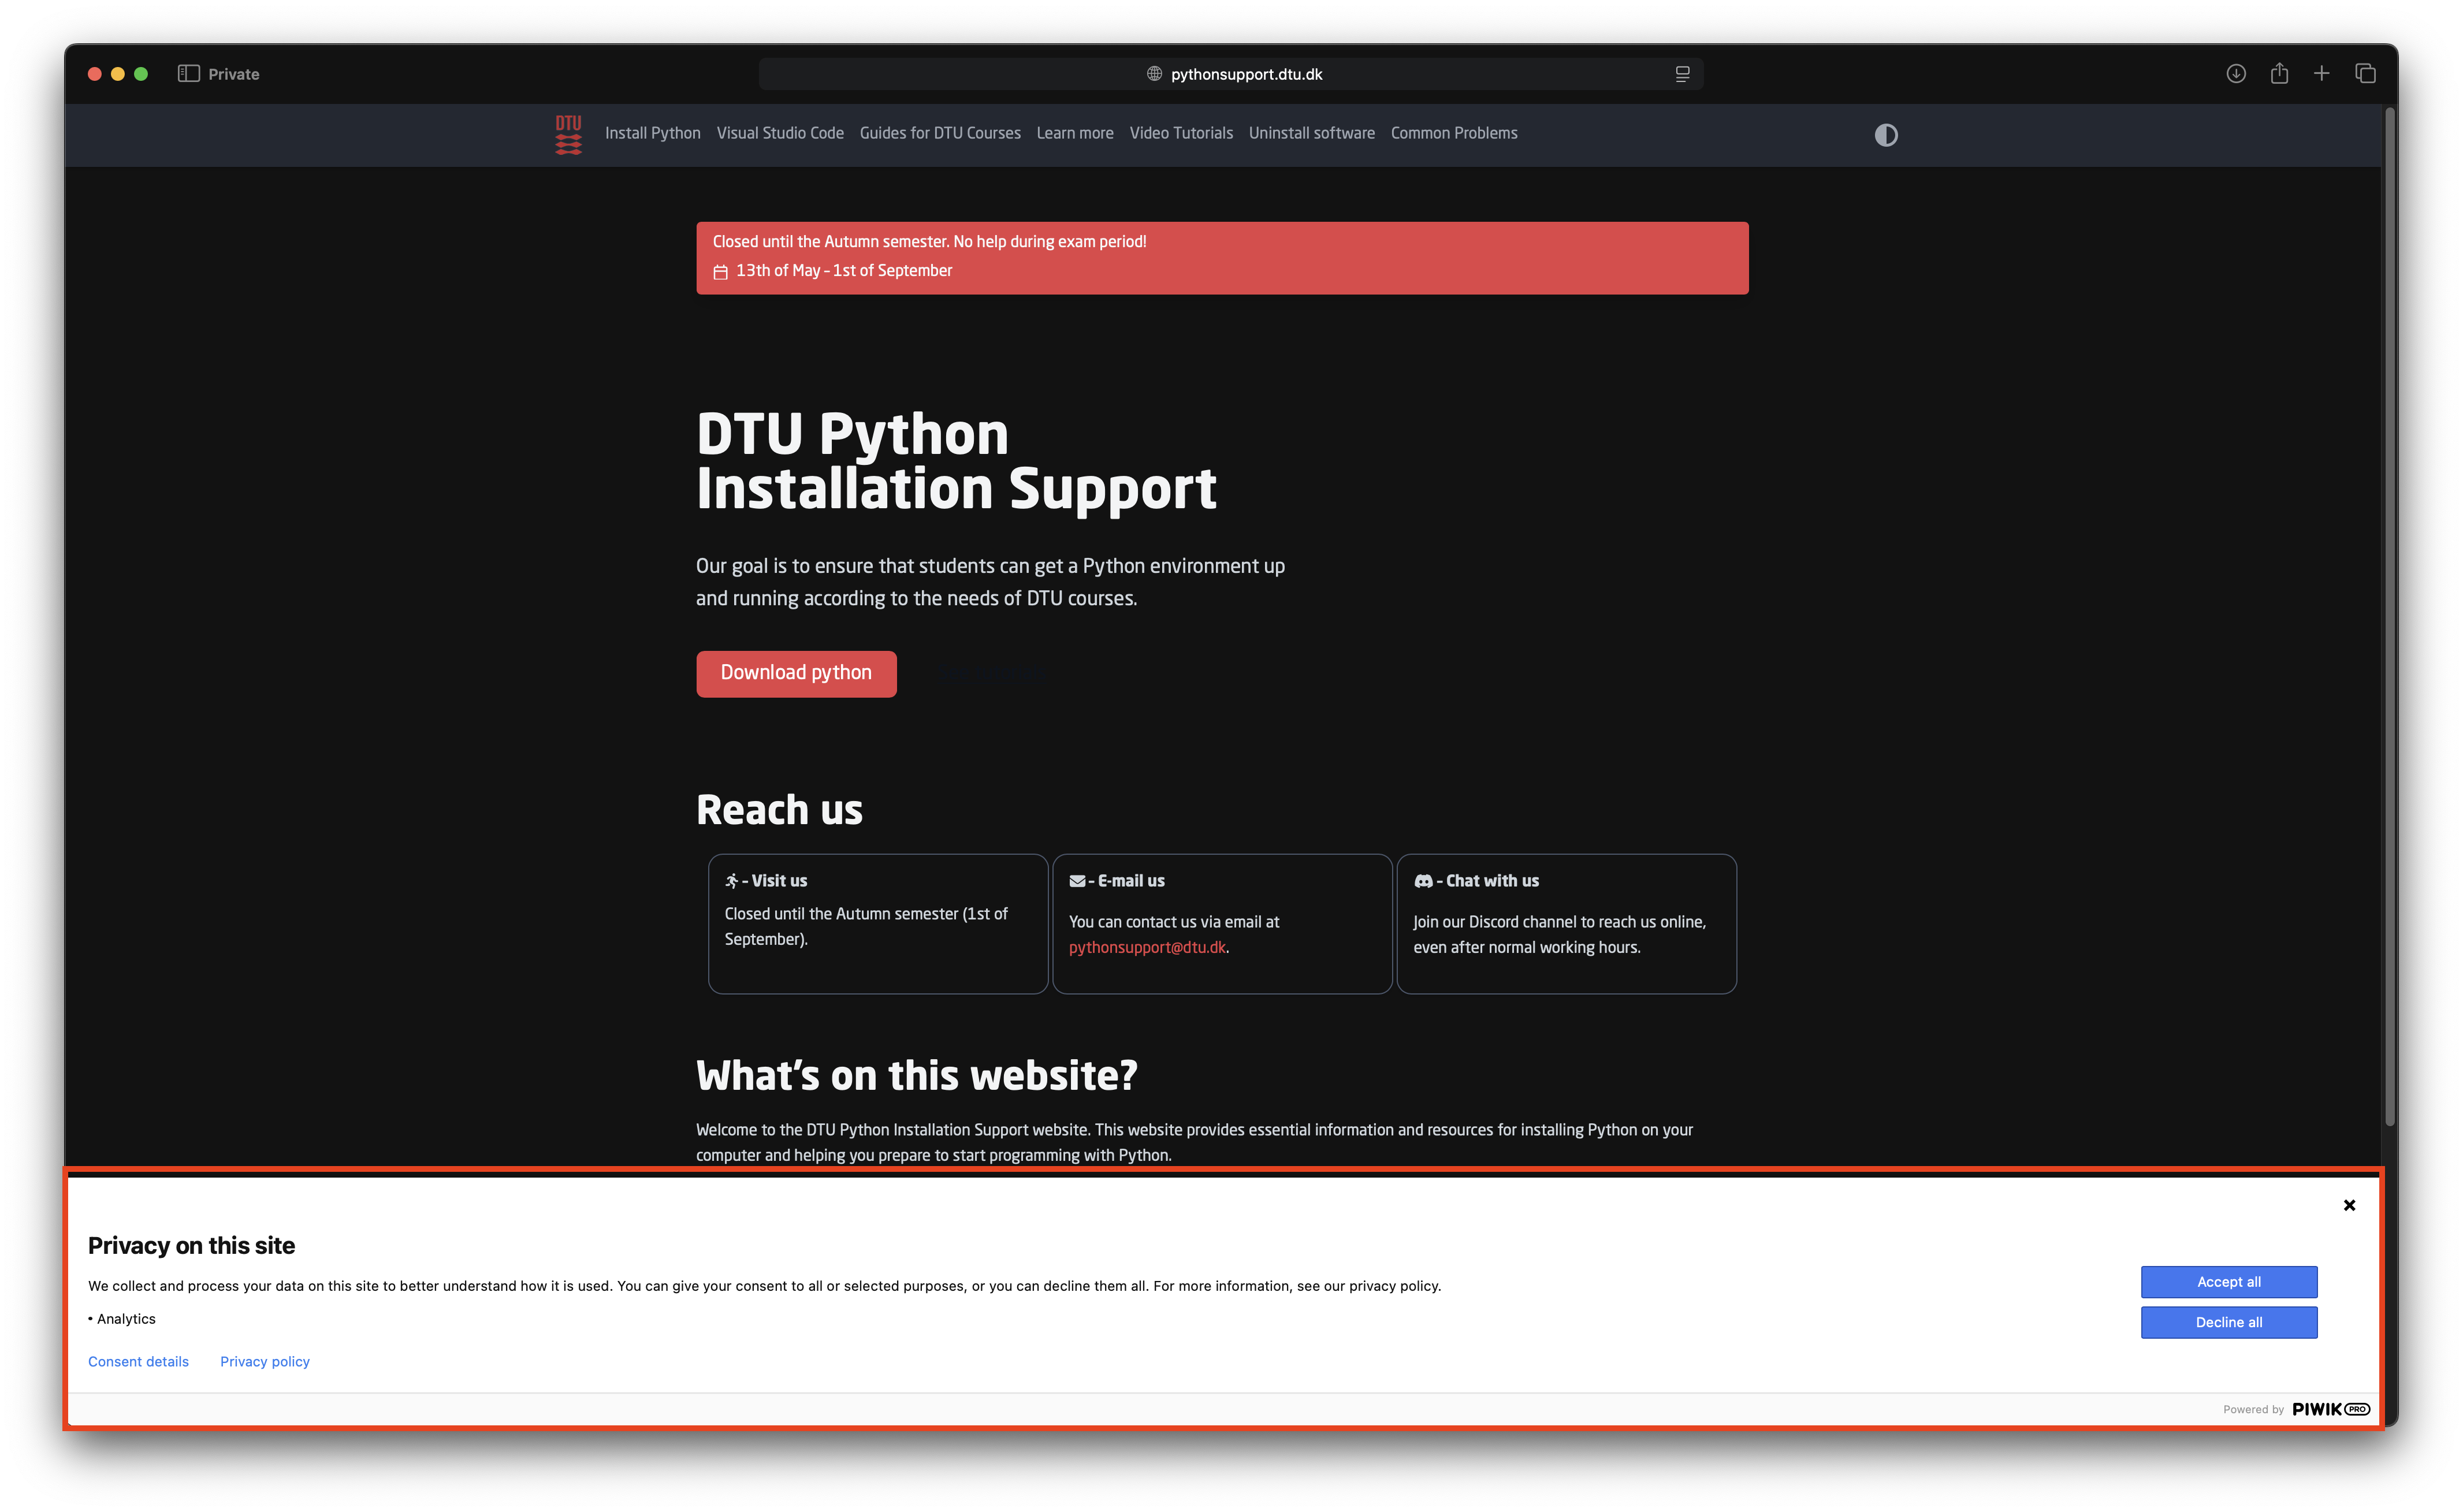 Private
pythonsupport.dtu.dk
DTU
Install Python Visual Studio Code Guides for DTU Courses Learn more Video Tutorials Uninstall software Common Problems
Closed until the Autumn semester. No help during exam period!
13th of May – 1st of September
DTU Python
Installation Support
Our goal is to ensure that students can get a Python environment up
and running according to the needs of DTU courses.
Download python
Reach us
– Visit us
Closed until the Autumn semester (1st of
September).
– E-mail us
You can contact us via email at
pythonsupport@dtu.dk.
– Chat with us
Join our Discord channel to reach us online,
even after normal working hours.
What's on this website?
Welcome to the DTU Python Installation Support website. This website provides essential information and resources for installing Python on your
computer and helping you prepare to start programming with Python.
Privacy on this site
We collect and process your data on this site to better understand how it is used. You can give your consent to all or selected purposes, or you can decline them all. For more information, see our privacy policy.
• Analytics
Consent details Privacy policy
Accept all
Decline all
Powered by PIWIK PRO